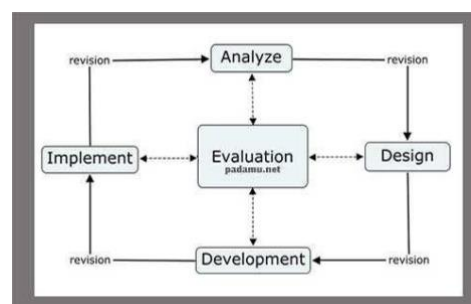 revision
Analyze
revision
Implement
Evaluation
padamu.net
Design
revision
Development
revision